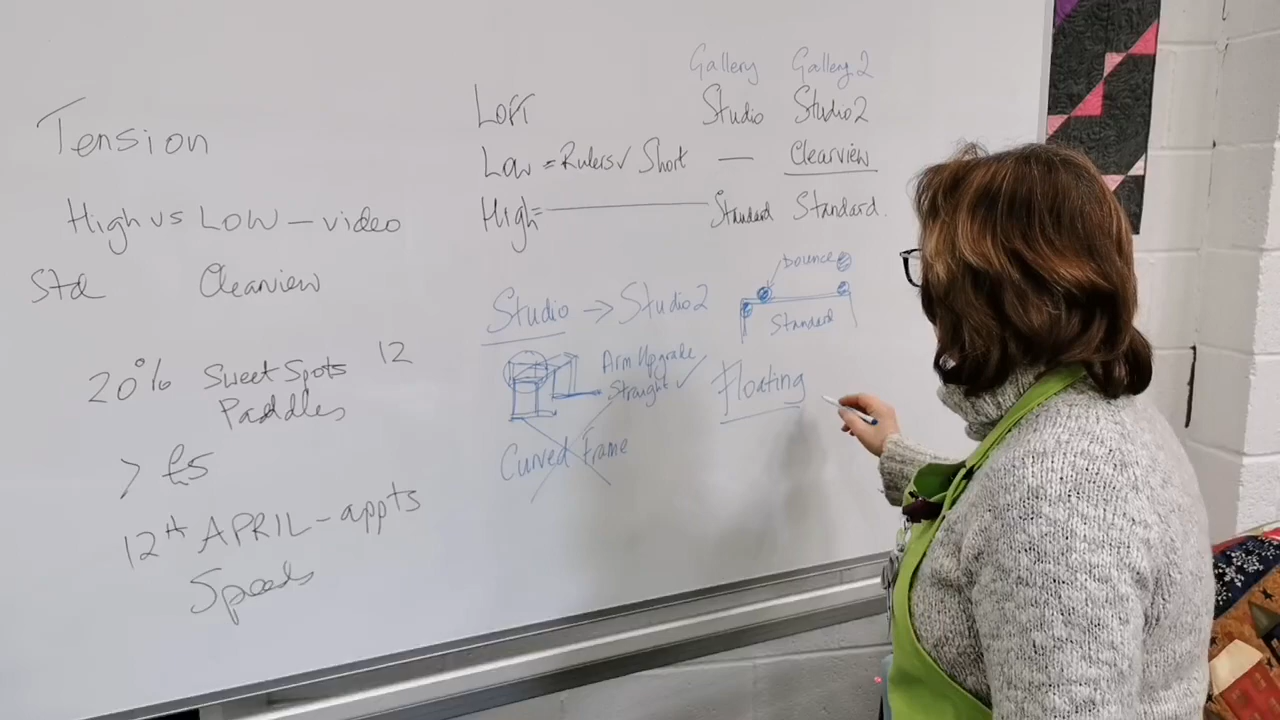 Tension
High vs LOW - video
Std Clearview
20% Sweet Spots 12
Paddles
> £5
12th APRIL - appts
Speeds
Gallery Gallery 2
Loft Studio Studio 2
Low = Rulers ✓ Short — Clearview
High = Standard Standard.
Studio → Studio 2
Arm Upgrade
Straight ✓
Curved Frame
Bounce
Standard
Floating